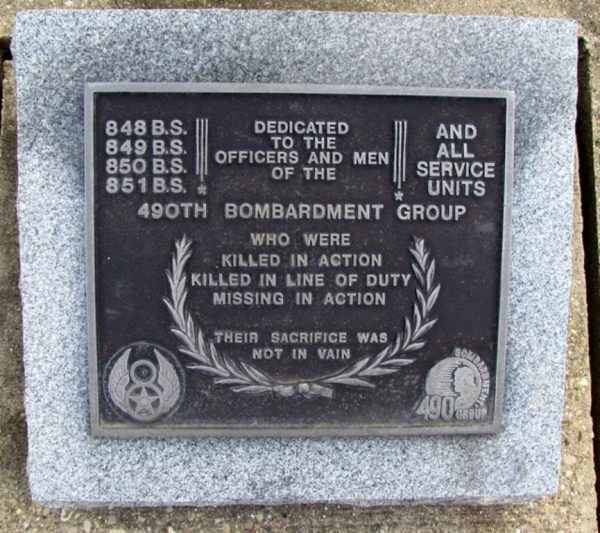 848 B.S.
849 B.S.
850 B.S.
851 B.S.
DEDICATED
TO THE
OFFICERS AND MEN
OF THE
AND
ALL
SERVICE
UNITS
490TH BOMBARDMENT GROUP
WHO WERE
KILLED IN ACTION
KILLED IN LINE OF DUTY
MISSING IN ACTION
THEIR SACRIFICE WAS
NOT IN VAIN
8
BOMBARDMENT
490 GROUP